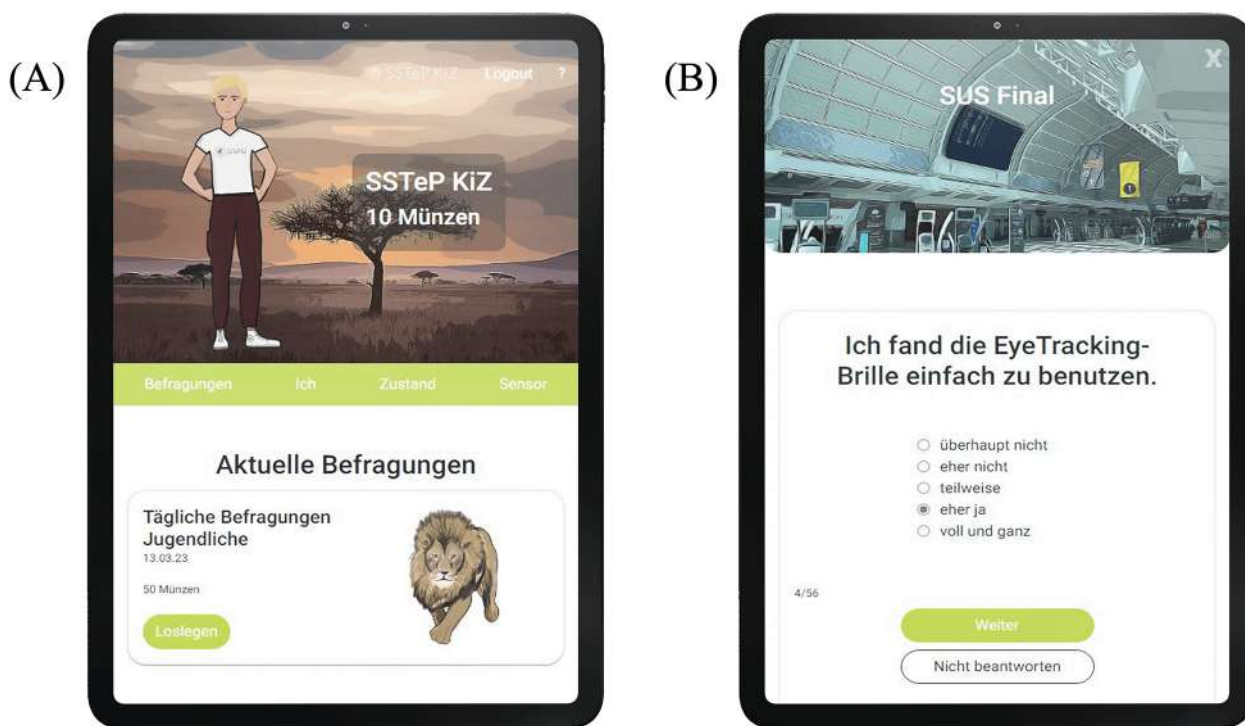 (A)
SSTeP KiZ
Logout
?
SSTeP KiZ
10 Münzen
Befragungen
Ich
Zustand
Sensor
Aktuelle Befragungen
Tägliche Befragungen
Jugendliche
13.03.23
50 Münzen
Loslegen
(B)
X
SUS Final
1
Ich fand die EyeTracking-
Brille einfach zu benutzen.
überhaupt nicht
eher nicht
teilweise
eher ja
voll und ganz
4/56
Weiter
Nicht beantworten